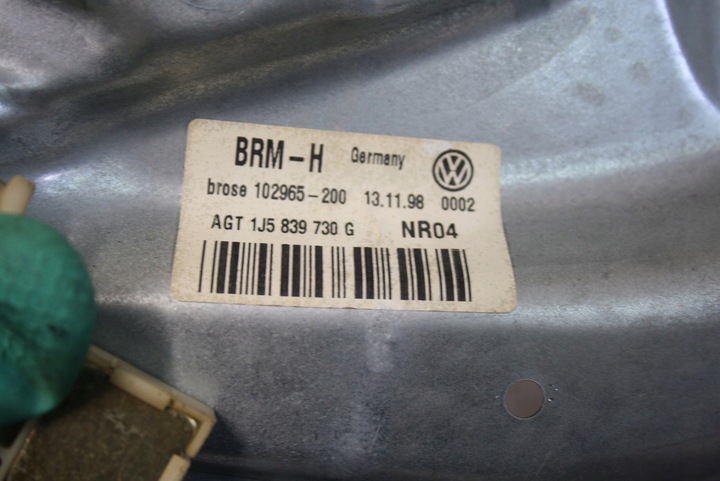 BRM-H Germany
brose 102965-200 13.11.98 0002
AGT 1J5 839 730 G NR04